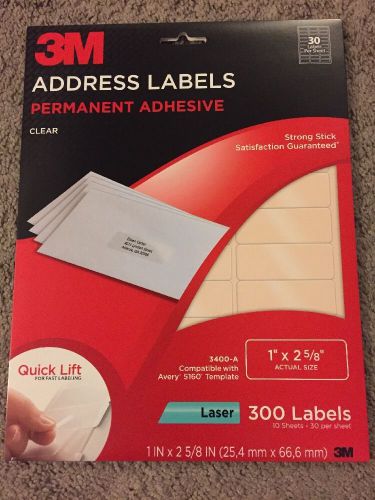 3M
30
Labels
Per Sheet
ADDRESS LABELS
PERMANENT ADHESIVE
CLEAR
Strong Stick
Satisfaction Guaranteed*
3400-A
Compatible with
Avery® 5160® Template
1" x 2 5/8"
ACTUAL SIZE
Quick Lift
FOR FAST LABELING
Laser
300 Labels
10 Sheets • 30 per sheet
1 IN x 2 5/8 IN (25,4 mm x 66,6 mm)
3M